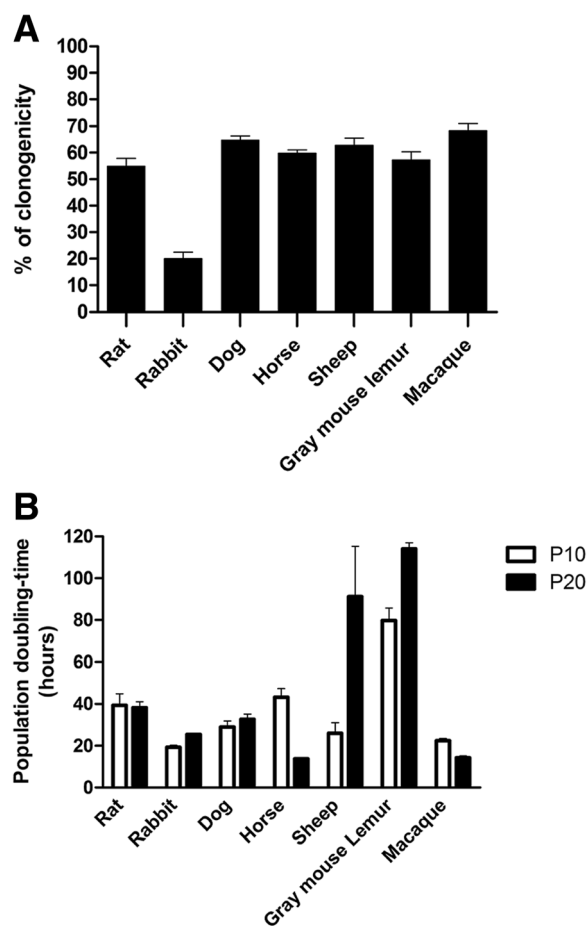 A
% of clonogenicity
100
90
80
70
60
50
40
30
20
10
0
Rat
Rabbit
Dog
Horse
Sheep
Gray mouse lemur
Macaque
B
Population doubling-time
(hours)
120
100
80
60
40
20
0
Rat
Rabbit
Dog
Horse
Sheep
Gray mouse Lemur
Macaque
P10
P20